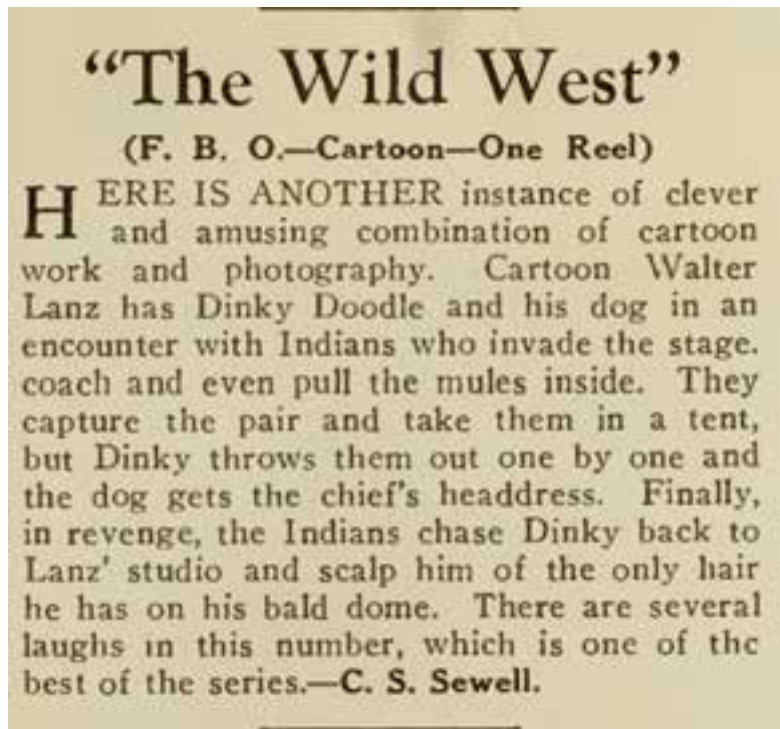 “The Wild West”
(F. B. O.—Cartoon—One Reel)
HERE IS ANOTHER instance of clever
and amusing combination of cartoon
work and photography. Cartoon Walter
Lanz has Dinky Doodle and his dog in an
encounter with Indians who invade the stage.
coach and even pull the mules inside. They
capture the pair and take them in a tent,
but Dinky throws them out one by one and
the dog gets the chief's headdress. Finally,
in revenge, the Indians chase Dinky back to
Lanz' studio and scalp him of the only hair
he has on his bald dome. There are several
laughs in this number, which is one of the
best of the series.—C. S. Sewell.